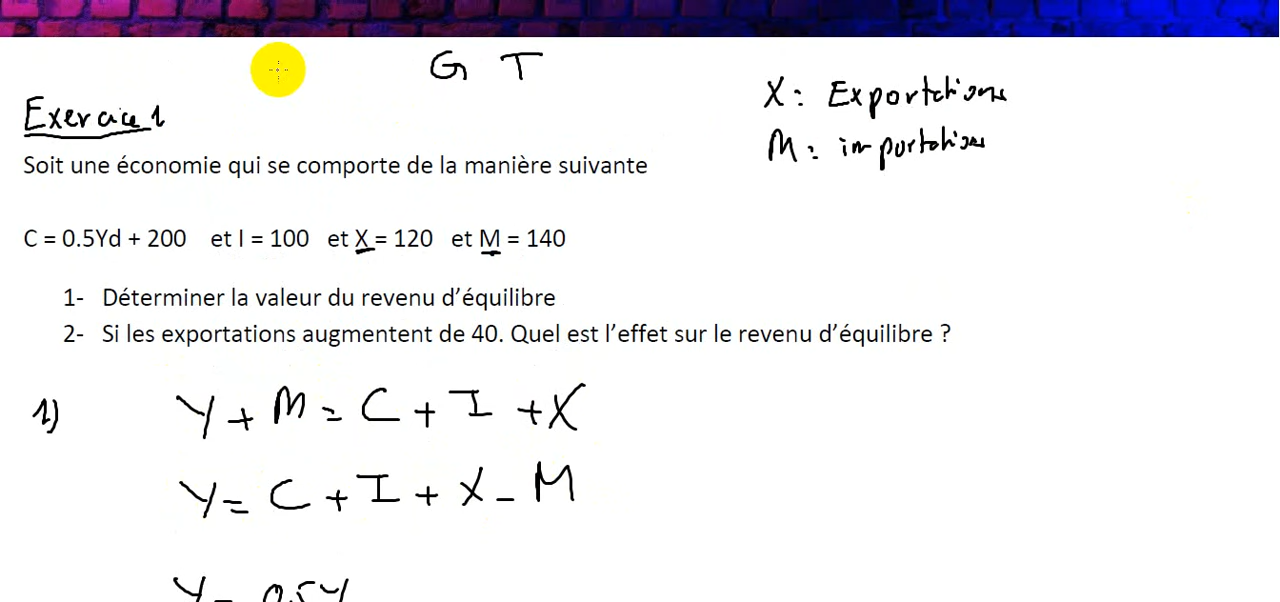 G T
X : Exportations
Exercice 1
M : importations
Soit une économie qui se comporte de la manière suivante
C = 0.5Yd + 200 et I = 100 et X = 120 et M = 140
1- Déterminer la valeur du revenu d’équilibre
2- Si les exportations augmentent de 40. Quel est l’effet sur le revenu d’équilibre ?
1) Y + M = C + I + X
Y = C + I + X - M
Y = 0.5Y